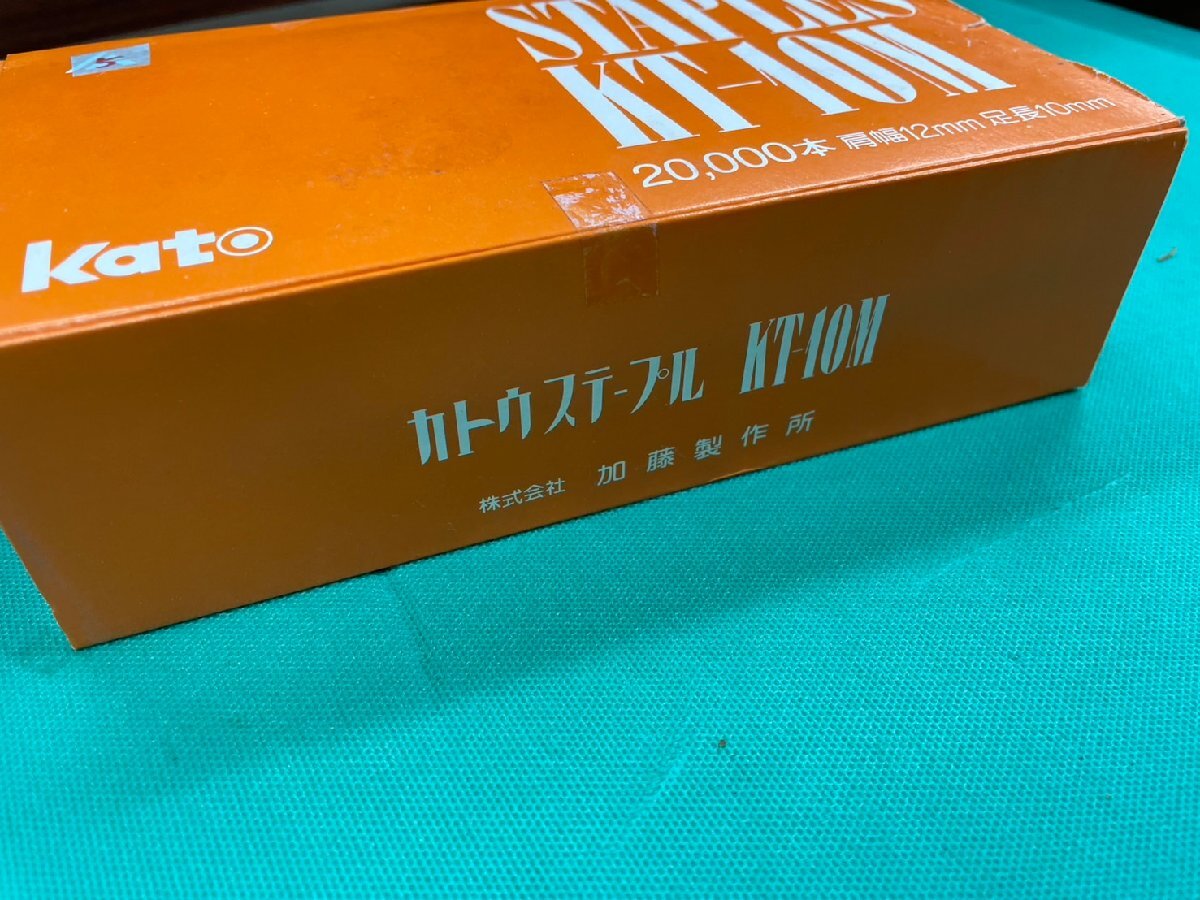 STAPLES
KT-10M
20,000本 肩幅12mm 足長10mm
Kato
カトウステープル KT-10M
株式会社 加藤製作所